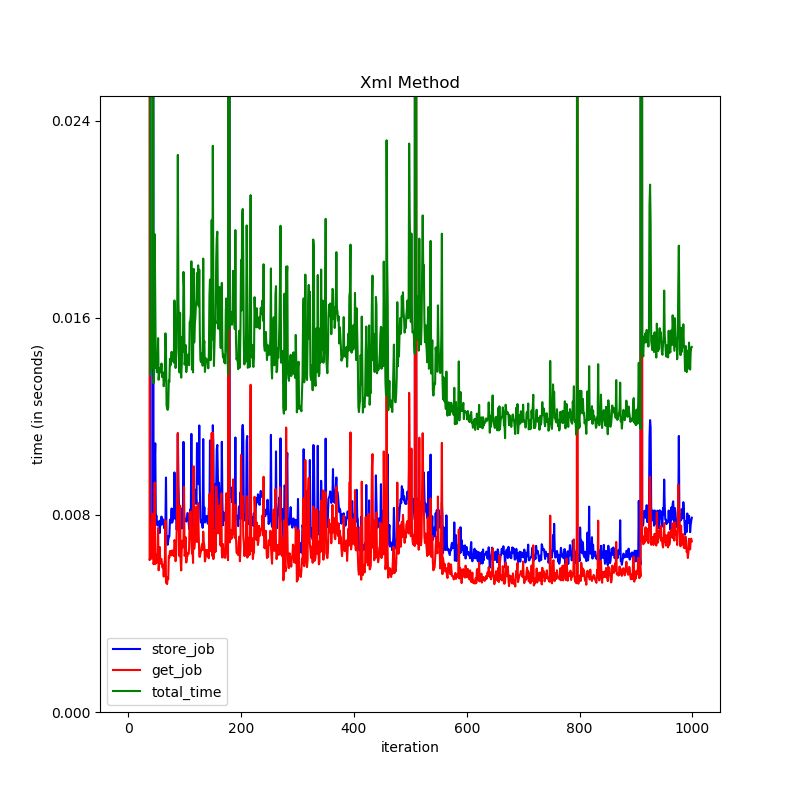 Xml Method
0.024
0.016
0.008
0.000
time (in seconds)
store_job
get_job
total_time
0 200 400 600 800 1000
iteration